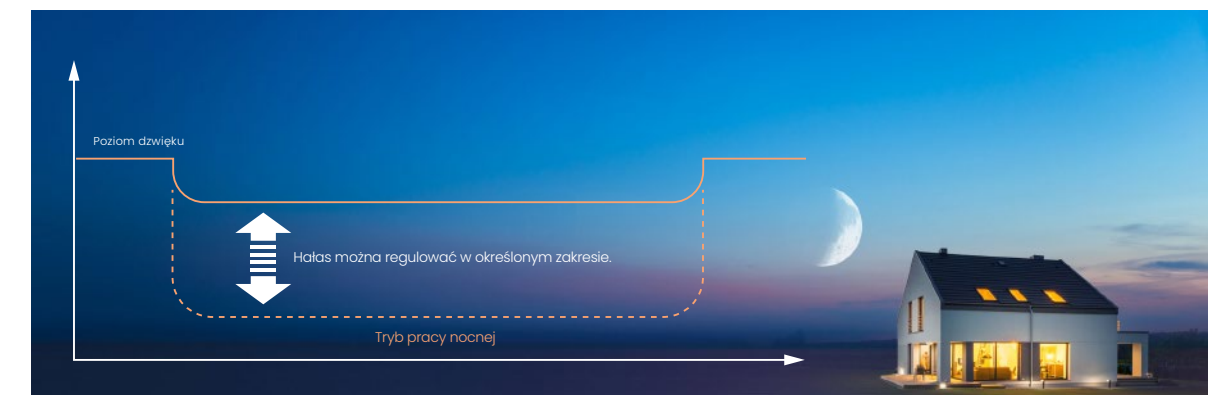 Poziom dzwięku
Hałas można regulować w określonym zakresie.
Tryb pracy nocnej